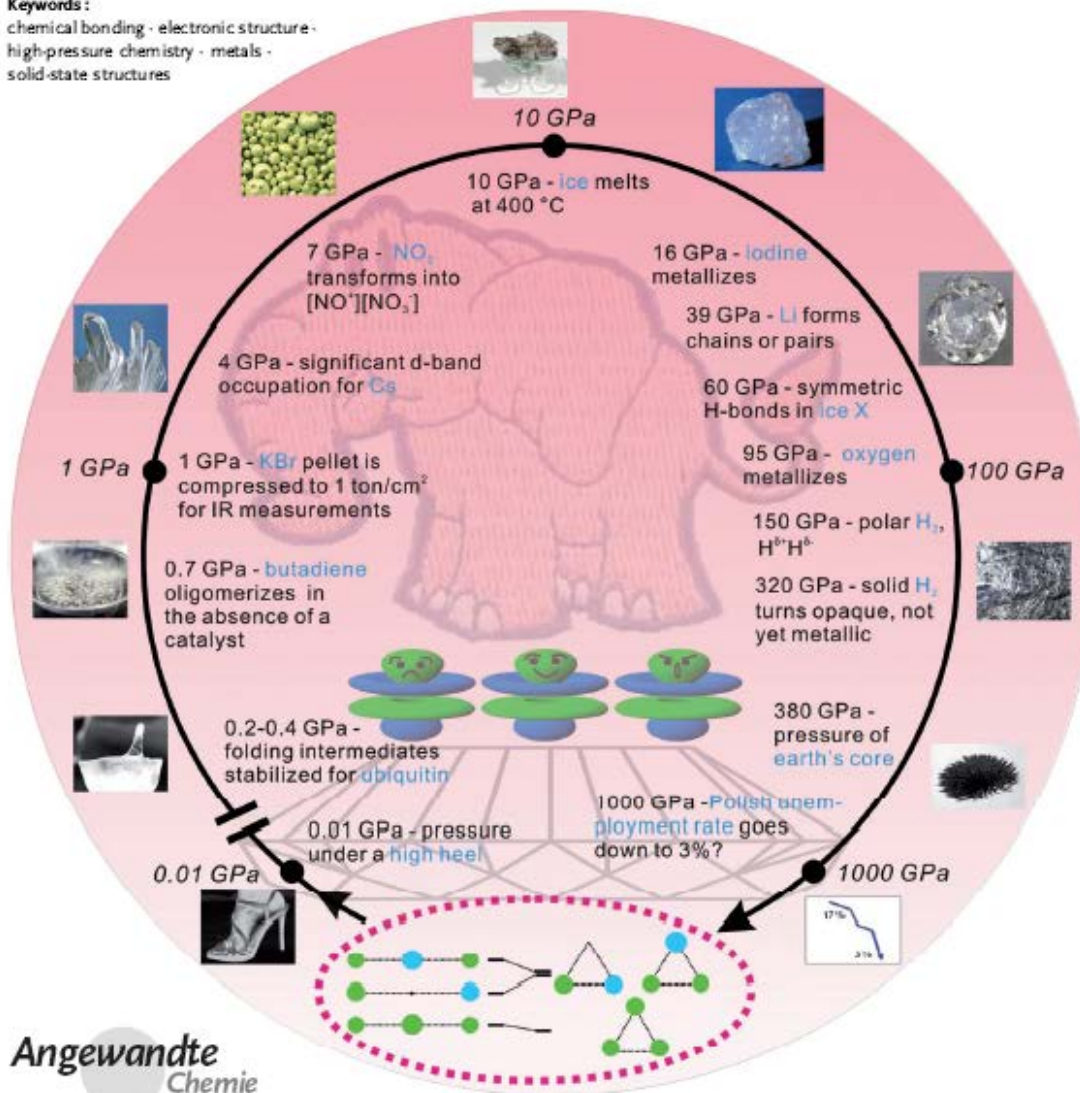 Keywords:
chemical bonding · electronic structure ·
high-pressure chemistry · metals ·
solid-state structures
10 GPa
10 GPa - ice melts
at 400 °C
7 GPa - NO₂
transforms into
[NO⁺][NO₃⁻]
16 GPa - iodine
metallizes
39 GPa - Li forms
chains or pairs
4 GPa - significant d-band
occupation for Cs
60 GPa - symmetric
H-bonds in ice X
1 GPa
1 GPa - KBr pellet is
compressed to 1 ton/cm²
for IR measurements
95 GPa - oxygen
metallizes
100 GPa
150 GPa - polar H₂,
Hᵟ⁺Hᵟ⁻
0.7 GPa - butadiene
oligomerizes in
the absence of a
catalyst
320 GPa - solid H₂
turns opaque, not
yet metallic
0.2-0.4 GPa -
folding intermediates
stabilized for ubiquitin
380 GPa -
pressure of
earth's core
0.01 GPa - pressure
under a high heel
1000 GPa -Polish unem-
ployment rate goes
down to 3%?
0.01 GPa
1000 GPa
17%
3%
Angewandte
Chemie